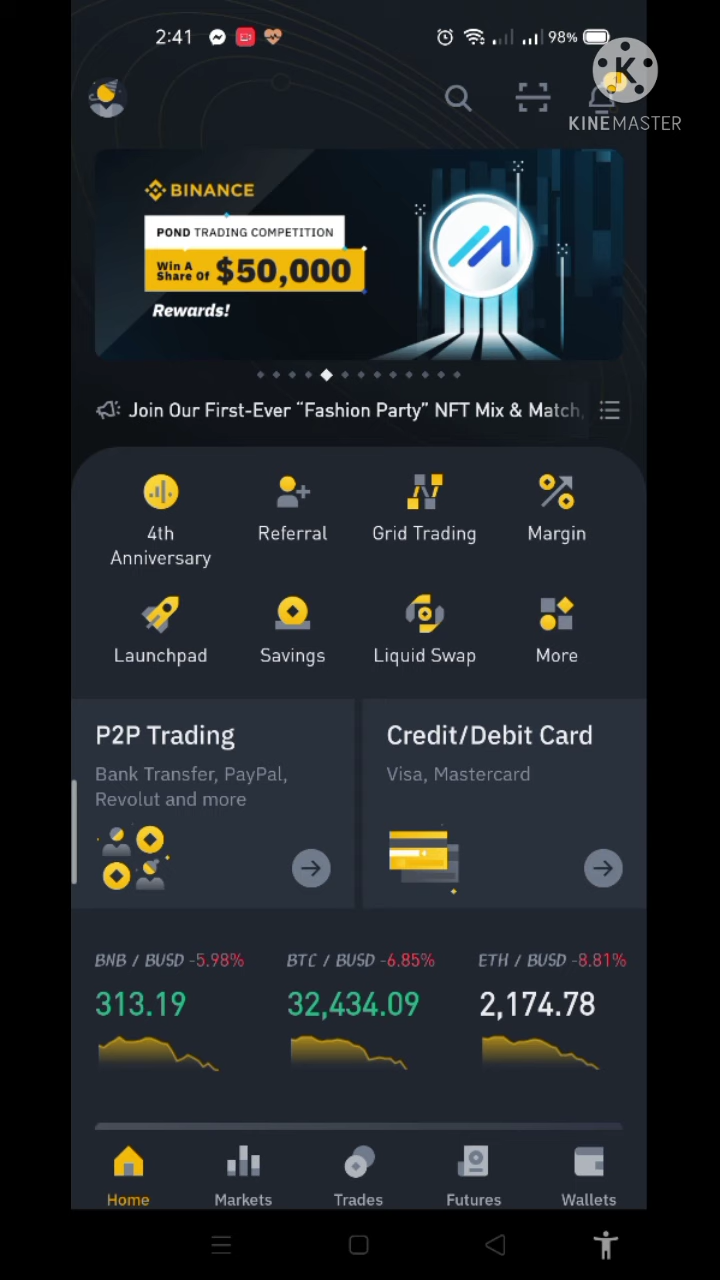 2:41
98%
K
KINEMASTER
BINANCE
POND TRADING COMPETITION
Win A
Share Of $50,000
Rewards!
Join Our First-Ever “Fashion Party” NFT Mix & Match,
4th
Anniversary
Referral
Grid Trading
Margin
Launchpad
Savings
Liquid Swap
More
P2P Trading
Bank Transfer, PayPal,
Revolut and more
Credit/Debit Card
Visa, Mastercard
BNB / BUSD -5.98%
313.19
BTC / BUSD -6.85%
32,434.09
ETH / BUSD -8.81%
2,174.78
Home
Markets
Trades
Futures
Wallets